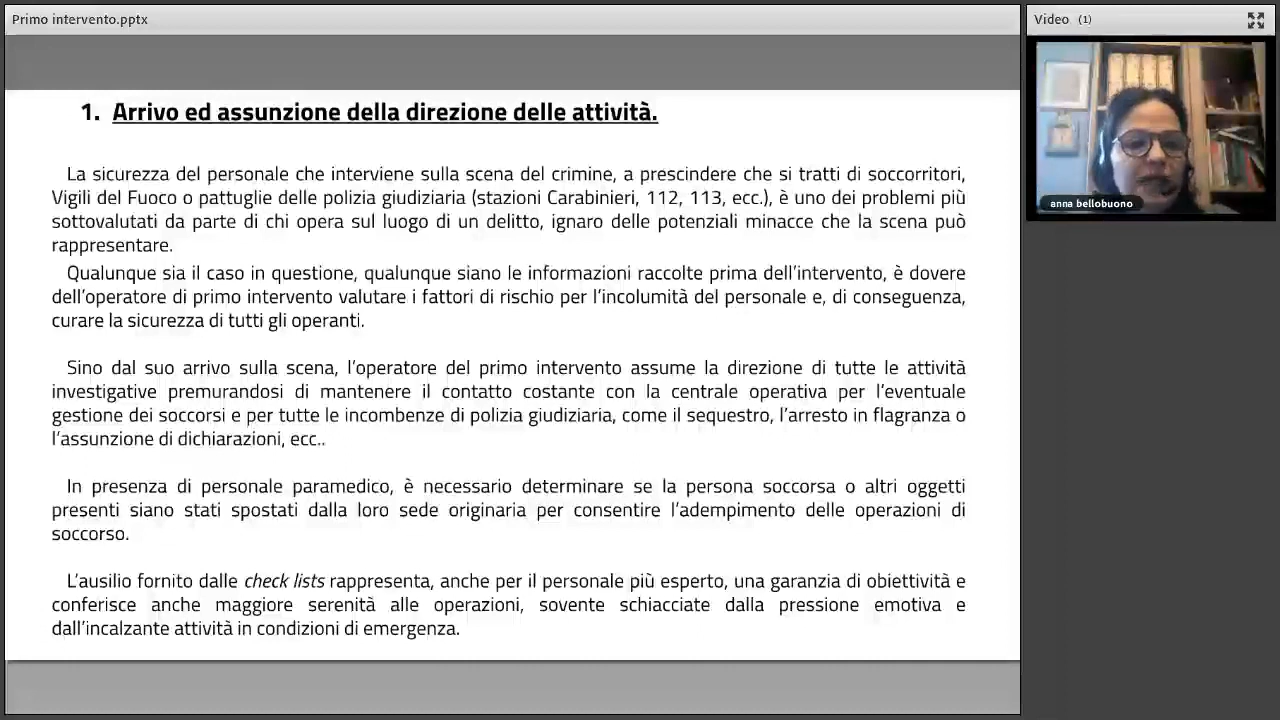 Primo intervento.pptx
Video (1)
anna bellobuono
1. Arrivo ed assunzione della direzione delle attività.
La sicurezza del personale che interviene sulla scena del crimine, a prescindere che si tratti di soccorritori,
Vigili del Fuoco o pattuglie delle polizia giudiziaria (stazioni Carabinieri, 112, 113, ecc.), è uno dei problemi più
sottovalutati da parte di chi opera sul luogo di un delitto, ignaro delle potenziali minacce che la scena può
rappresentare.
Qualunque sia il caso in questione, qualunque siano le informazioni raccolte prima dell’intervento, è dovere
dell’operatore di primo intervento valutare i fattori di rischio per l’incolumità del personale e, di conseguenza,
curare la sicurezza di tutti gli operanti.
Sino dal suo arrivo sulla scena, l’operatore del primo intervento assume la direzione di tutte le attività
investigative premurandosi di mantenere il contatto costante con la centrale operativa per l’eventuale
gestione dei soccorsi e per tutte le incombenze di polizia giudiziaria, come il sequestro, l’arresto in flagranza o
l’assunzione di dichiarazioni, ecc..
In presenza di personale paramedico, è necessario determinare se la persona soccorsa o altri oggetti
presenti siano stati spostati dalla loro sede originaria per consentire l’adempimento delle operazioni di
soccorso.
L’ausilio fornito dalle check lists rappresenta, anche per il personale più esperto, una garanzia di obiettività e
conferisce anche maggiore serenità alle operazioni, sovente schiacciate dalla pressione emotiva e
dall’incalzante attività in condizioni di emergenza.